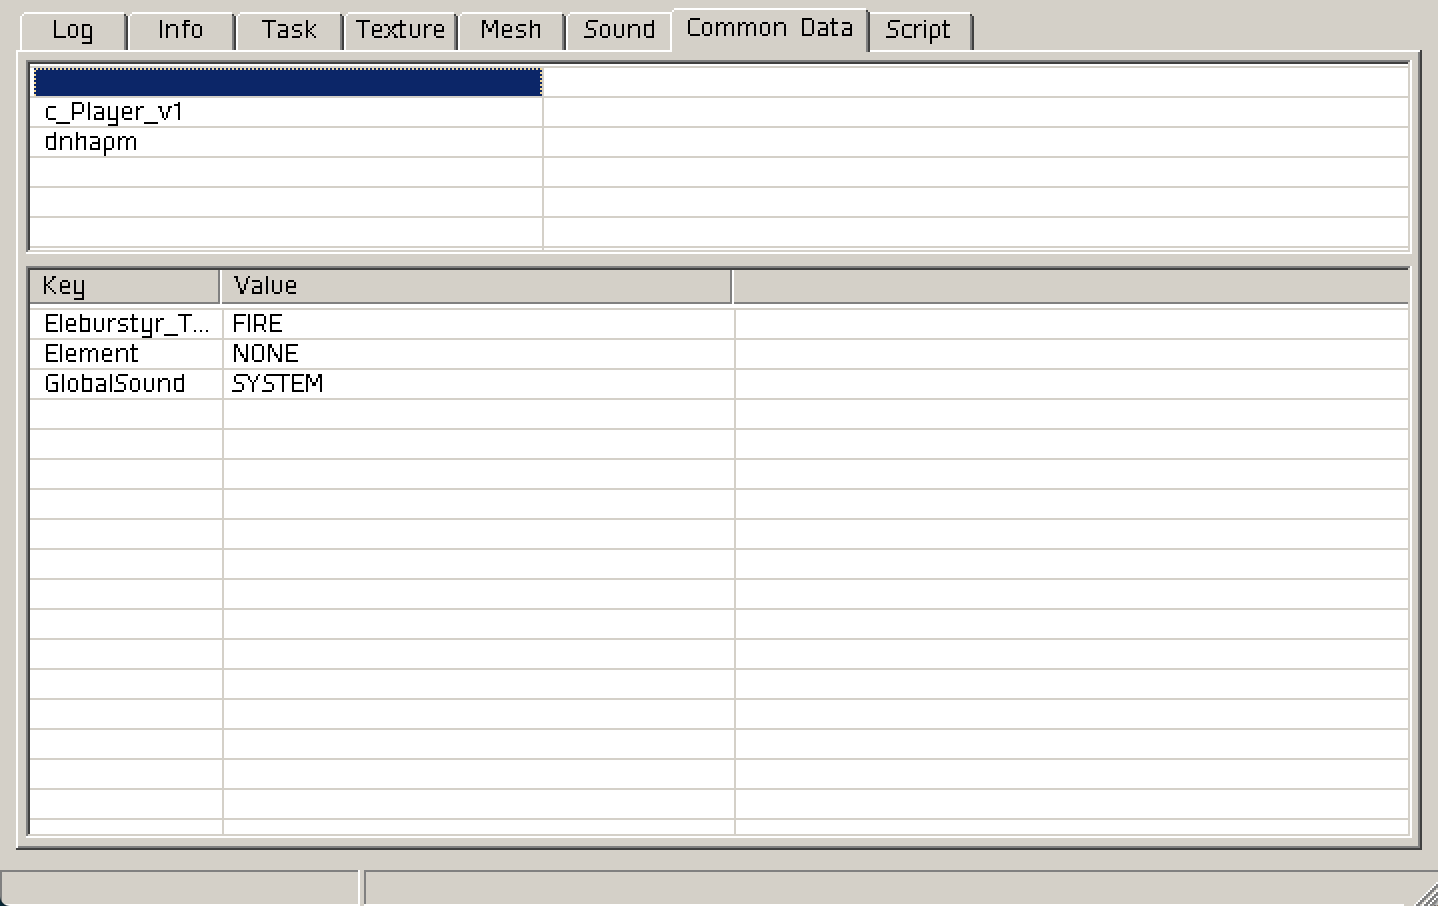 Log Info Task Texture Mesh Sound Common Data Script
c_Player_v1
dnhapm
Key Value
Eleburstyr_T... FIRE
Element NONE
GlobalSound SYSTEM